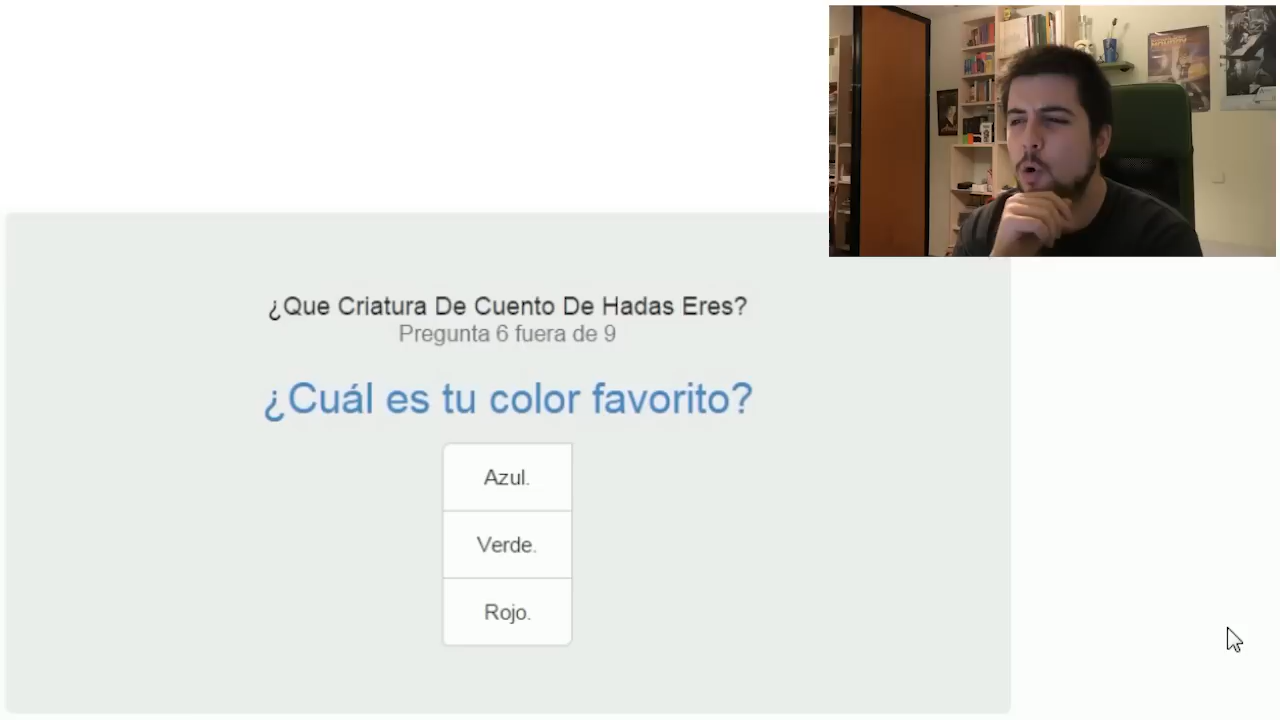 ¿Que Criatura De Cuento De Hadas Eres?
Pregunta 6 fuera de 9
¿Cuál es tu color favorito?
Azul.
Verde.
Rojo.